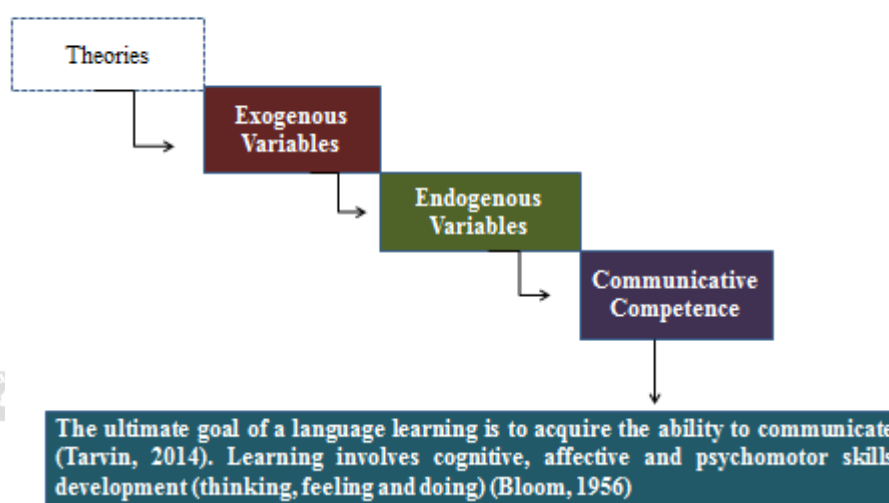 Theories
Exogenous
Variables
Endogenous
Variables
Communicative
Competence
The ultimate goal of a language learning is to acquire the ability to communicate
(Tarvin, 2014). Learning involves cognitive, affective and psychomotor skills
development (thinking, feeling and doing) (Bloom, 1956)